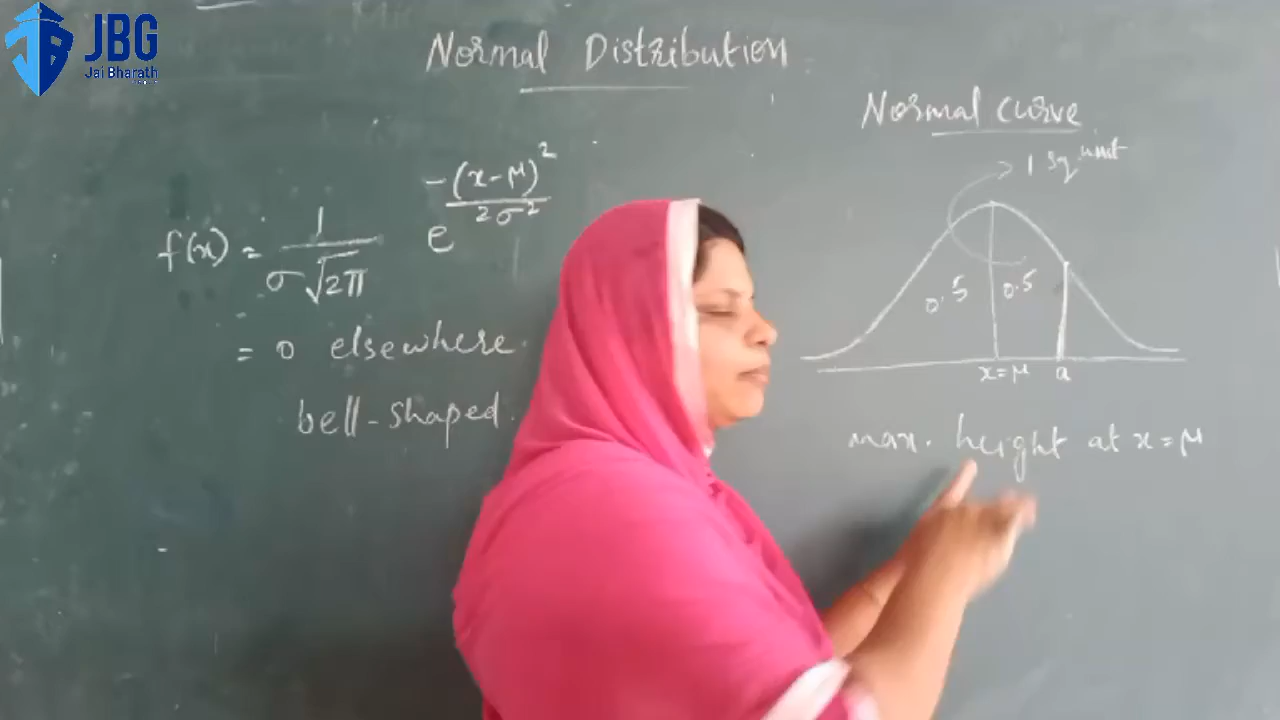 JBG
Jai Bharath
Normal Distribution
f(x) = 1/σ√2π e^-(x-μ)²/2σ²
= 0 elsewhere.
bell-shaped.
Normal curve
1 sq unit
0.5 0.5
x=μ a
max. height at x=μ